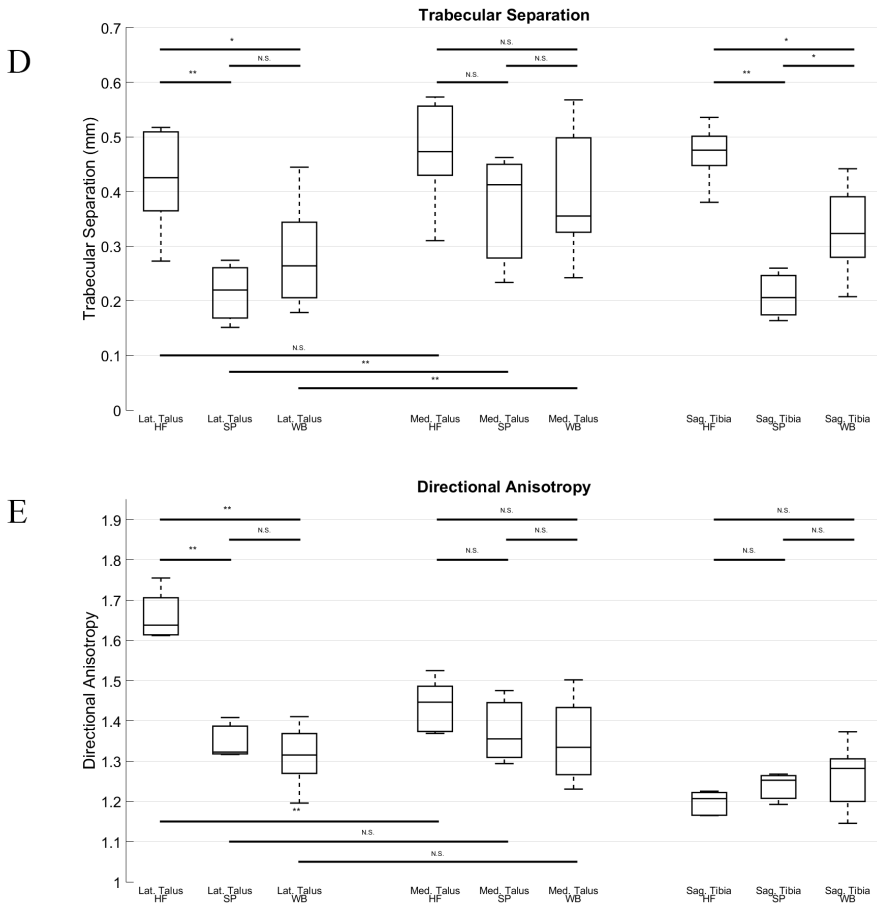 Trabecular Separation
D
0.7
* N.S. *
N.S. N.S. *
0.6
** N.S. **
0.5
0.4
0.3
0.2
0.1
0
Trabecular Separation (mm)
N.S.
**
**
Lat. Talus Lat. Talus Lat. Talus Med. Talus Med. Talus Med. Talus Sag. Tibia Sag. Tibia Sag. Tibia
HF SP WB HF SP WB HF SP WB
Directional Anisotropy
E
1.9
** N.S. N.S.
N.S. N.S. N.S.
** N.S. N.S.
1.8
1.7
1.6
1.5
1.4
1.3
1.2
1.1
1
Directional Anisotropy
**
N.S.
N.S.
Lat. Talus Lat. Talus Lat. Talus Med. Talus Med. Talus Med. Talus Sag. Tibia Sag. Tibia Sag. Tibia
HF SP WB HF SP WB HF SP WB